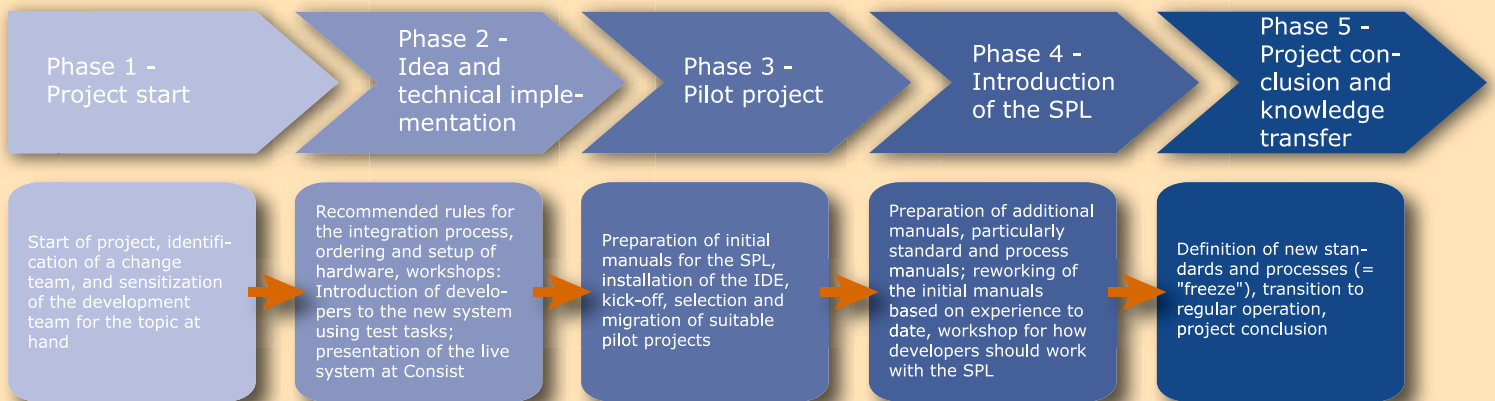 Phase 1 -
Project start
Phase 2 -
Idea and
technical imple-
mentation
Phase 3 -
Pilot project
Phase 4 -
Introduction
of the SPL
Phase 5 -
Project con-
clusion and
knowledge
transfer
Start of project, identifi-
cation of a change
team, and sensitization
of the development
team for the topic at
hand
Recommended rules for
the integration process,
ordering and setup of
hardware, workshops:
Introduction of develo-
pers to the new system
using test tasks;
presentation of the live
system at Consist
Preparation of initial
manuals for the SPL,
installation of the IDE,
kick-off, selection and
migration of suitable
pilot projects
Preparation of additional
manuals, particularly
standard and process
manuals; reworking of
the initial manuals
based on experience to
date, workshop for how
developers should work
with the SPL
Definition of new stan-
dards and processes (=
"freeze"), transition to
regular operation,
project conclusion